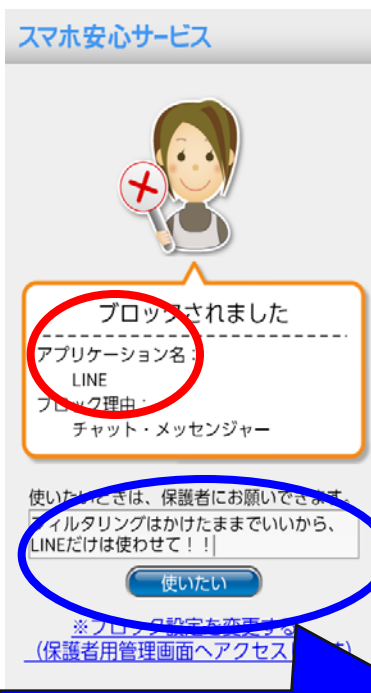 スマホ安心サービス
ブロックされました
アプリケーション名：
LINE
ブロック理由：
チャット・メッセンジャー
使いたいときは、保護者にお願いできます。
フィルタリングはかけたままでいいから、
LINEだけは使わせて！！
使いたい
※ブロック設定を変更する
（保護者用管理画面へアクセス